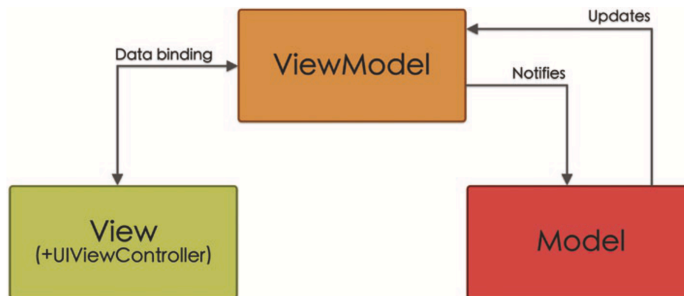 Updates
Data binding
ViewModel
Notifies
View
(+UIViewController)
Model